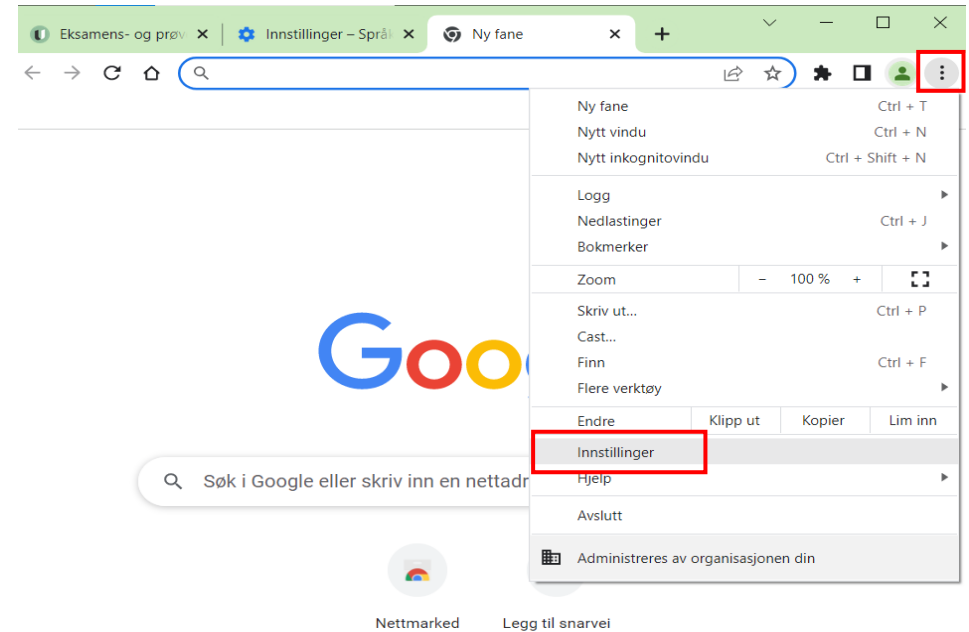 Eksamens- og prøv
Innstillinger – Språk
Ny fane
Ny fane Ctrl + T
Nytt vindu Ctrl + N
Nytt inkognitovindu Ctrl + Shift + N
Logg
Nedlastinger Ctrl + J
Bokmerker
Zoom - 100 % +
Skriv ut... Ctrl + P
Cast...
Finn Ctrl + F
Flere verktøy
Endre Klipp ut Kopier Lim inn
Innstillinger
Hjelp
Avslutt
Administreres av organisasjonen din
Goo
Søk i Google eller skriv inn en nettadr
Nettmarked Legg til snarvei